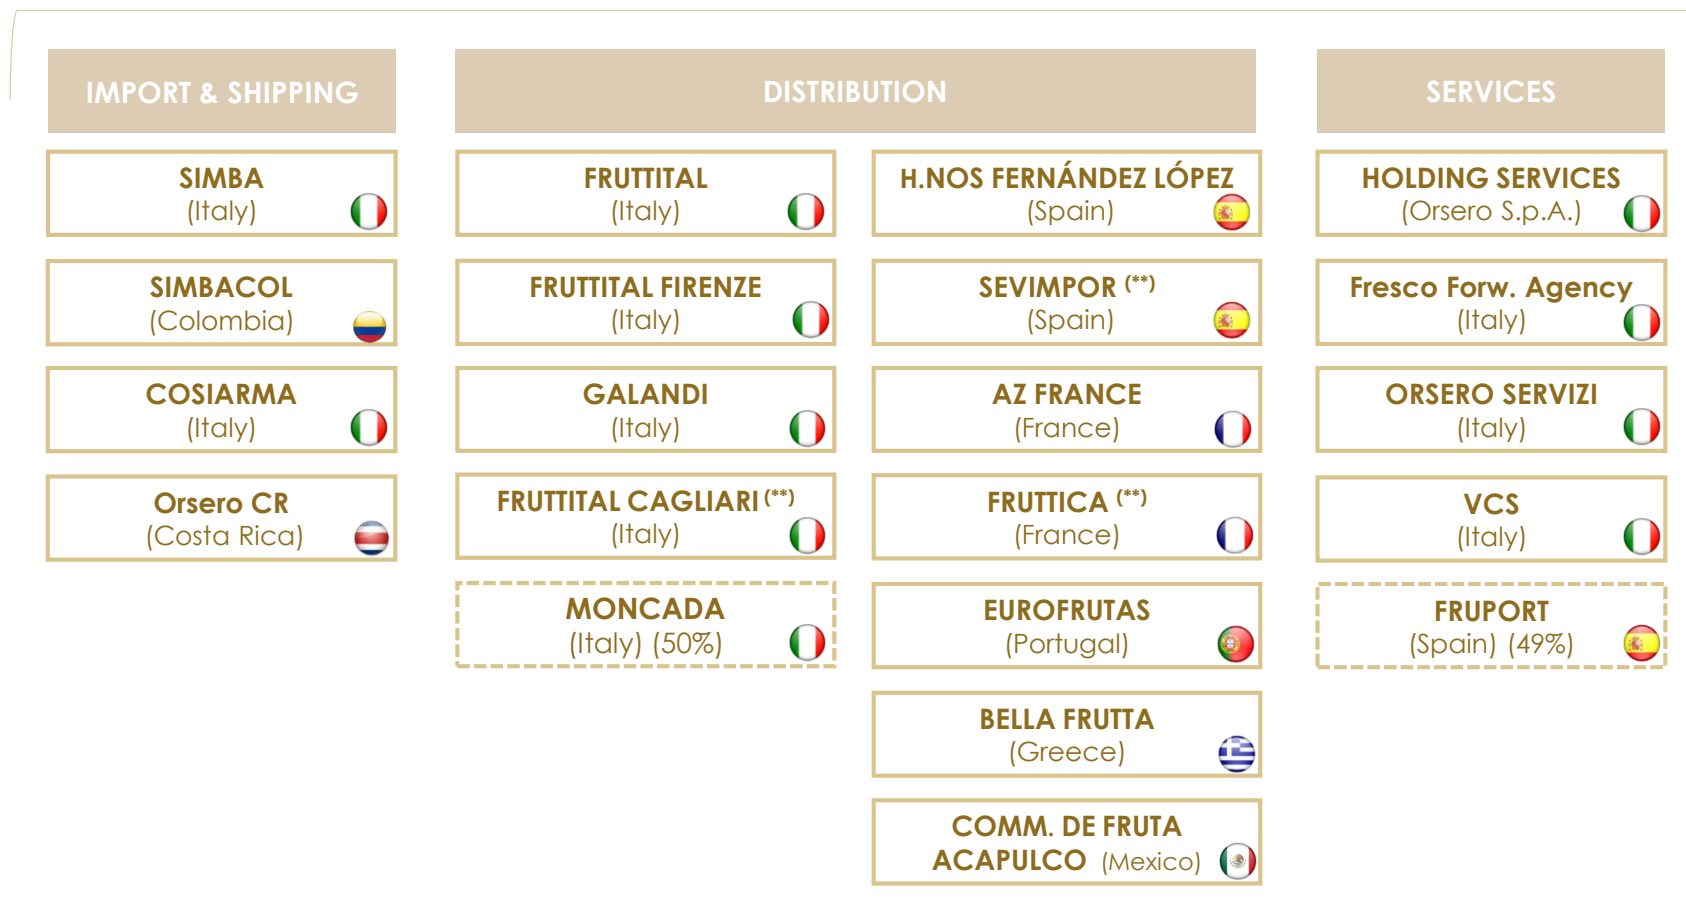 IMPORT & SHIPPING
SIMBA
(Italy)
SIMBACOL
(Colombia)
COSIARMA
(Italy)
Orsero CR
(Costa Rica)
DISTRIBUTION
FRUTTITAL
(Italy)
FRUTTITAL FIRENZE
(Italy)
GALANDI
(Italy)
FRUTTITAL CAGLIARI (**)
(Italy)
MONCADA
(Italy) (50%)
H.NOS FERNÁNDEZ LÓPEZ
(Spain)
SEVIMPOR (**)
(Spain)
AZ FRANCE
(France)
FRUTTICA (**)
(France)
EUROFRUTAS
(Portugal)
BELLA FRUTTA
(Greece)
COMM. DE FRUTA
ACAPULCO (Mexico)
SERVICES
HOLDING SERVICES
(Orsero S.p.A.)
Fresco Forw. Agency
(Italy)
ORSERO SERVIZI
(Italy)
VCS
(Italy)
FRUPORT
(Spain) (49%)